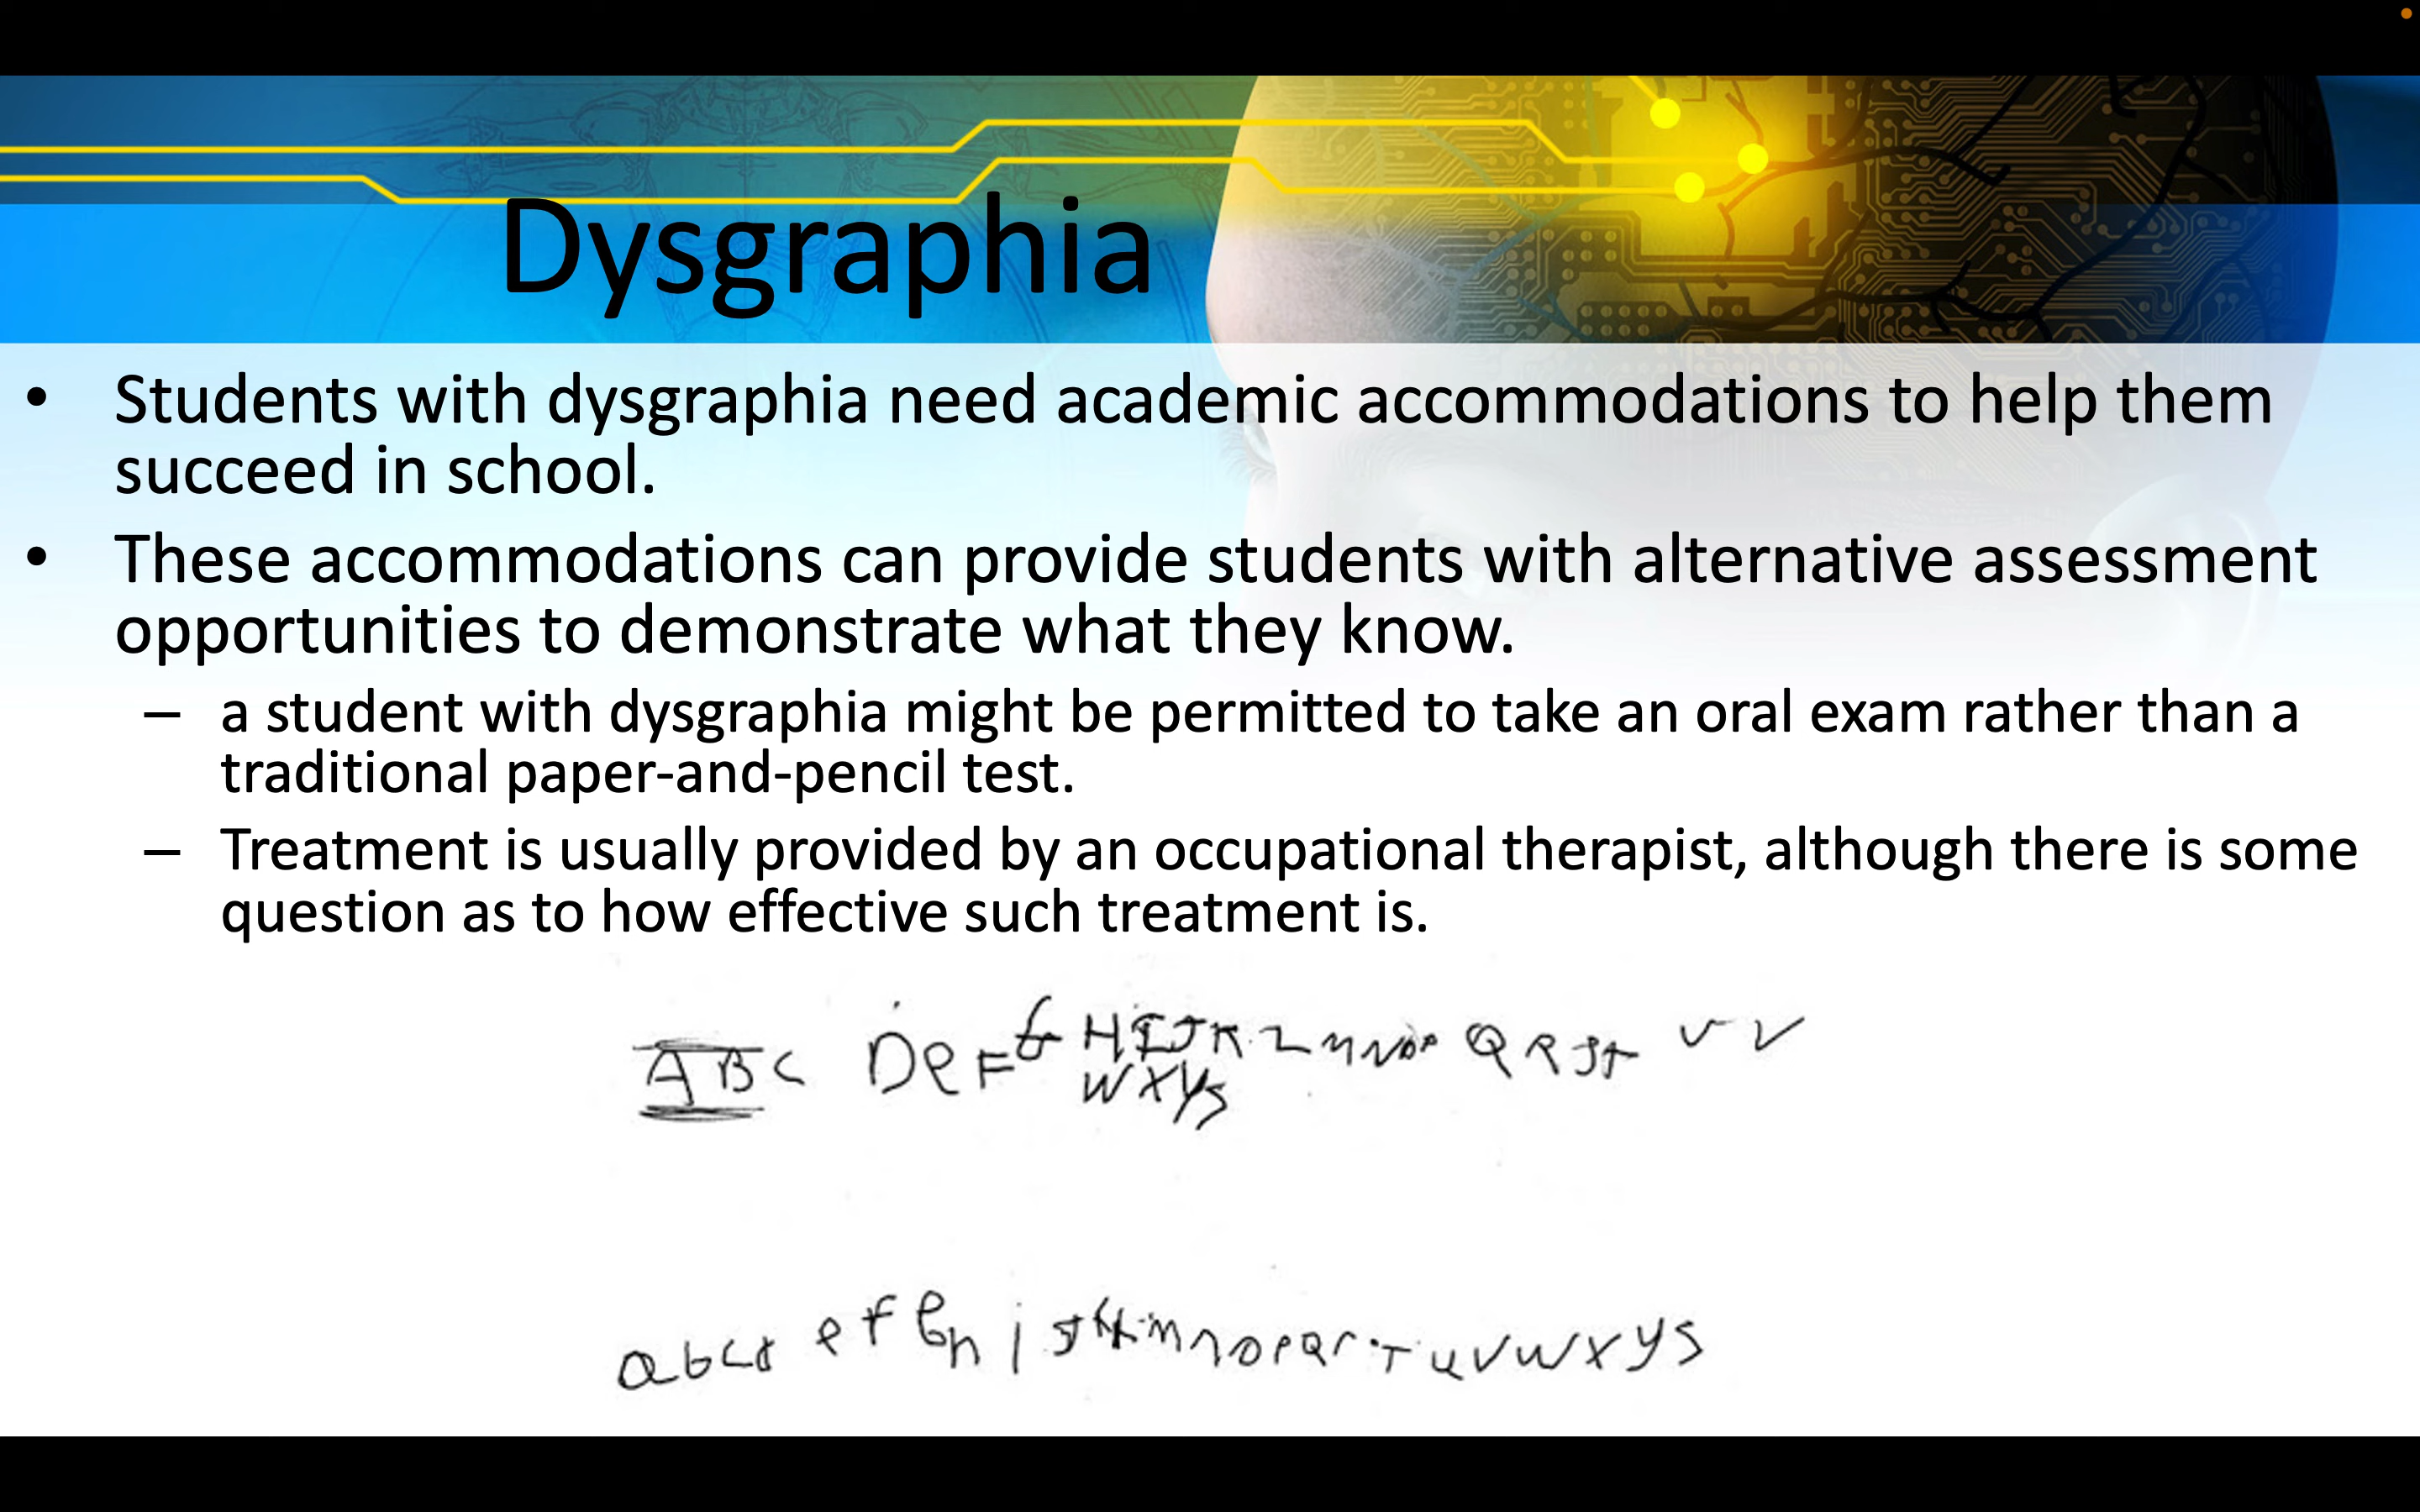 Dysgraphia
• Students with dysgraphia need academic accommodations to help them
succeed in school.
• These accommodations can provide students with alternative assessment
opportunities to demonstrate what they know.
– a student with dysgraphia might be permitted to take an oral exam rather than a
traditional paper-and-pencil test.
– Treatment is usually provided by an occupational therapist, although there is some
question as to how effective such treatment is.
A B C D e F G H I J K L M N O P Q R S T U V
W X y S
a b c d e f g h i J k m n o p Q r T u v w x y S